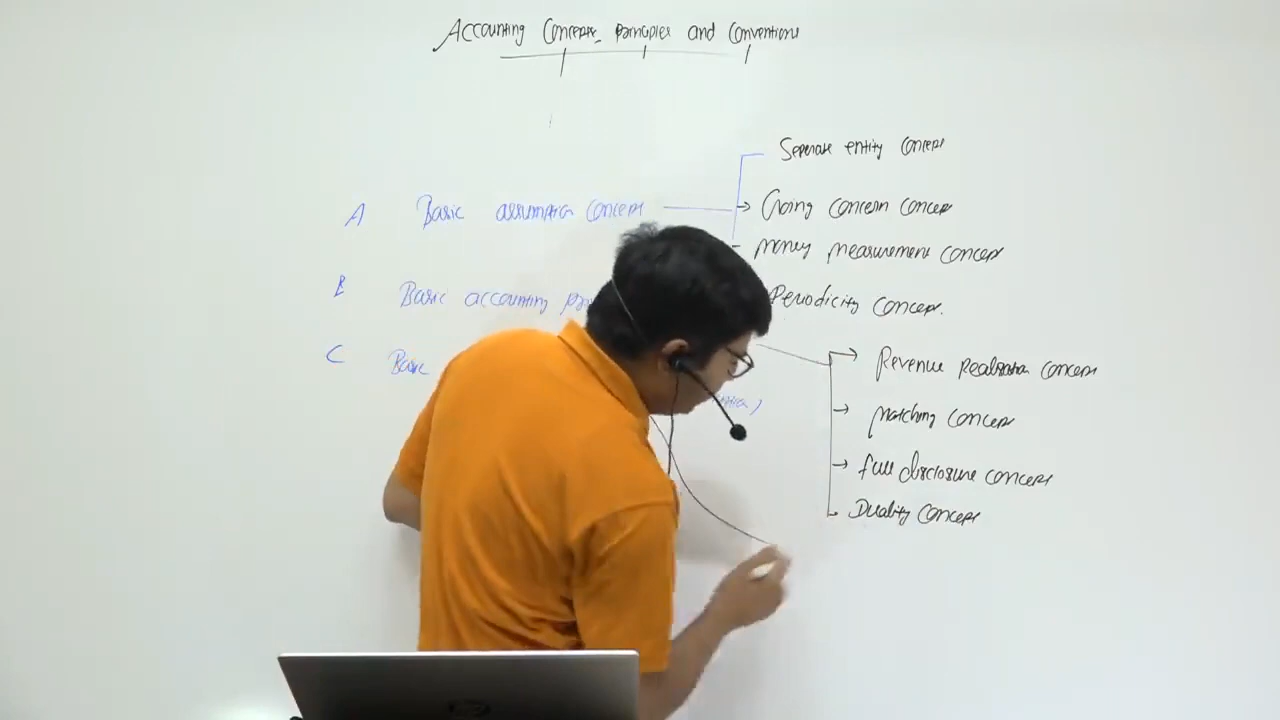 Accounting Concepts, principles and Conventions
Seperate entity Concept
A Basic assumption Concept
Going concern concept
money measurement concept
B Basic accounting
Periodicity concept.
C Basic
Revenue Realisation concept
matching concept
full disclosure concept
Duality concept